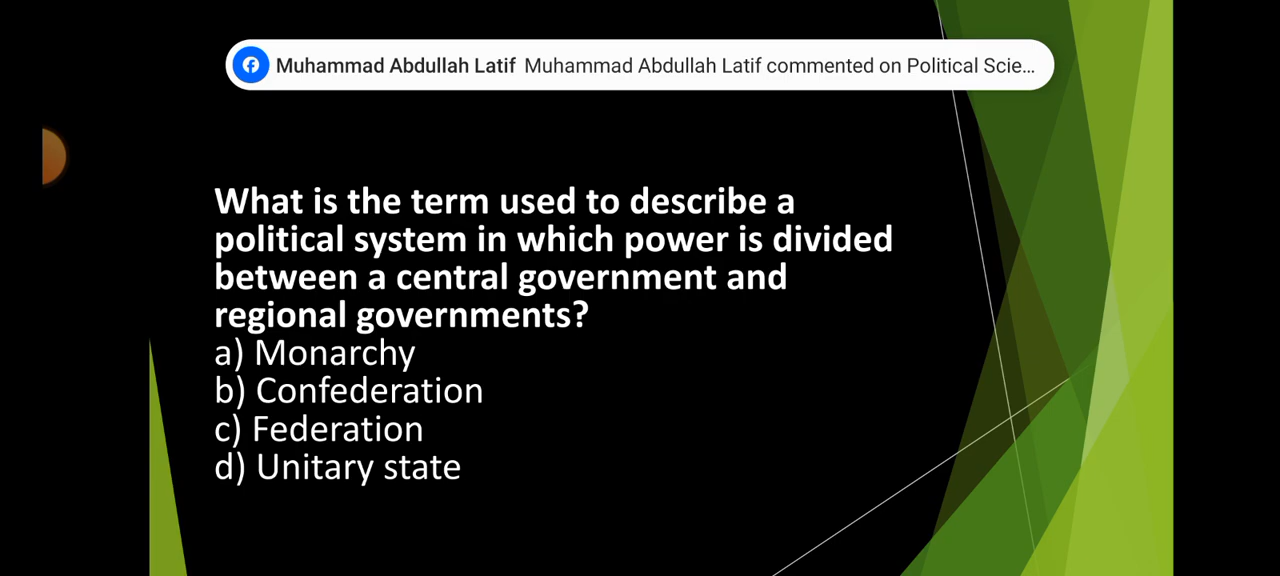 Muhammad Abdullah Latif Muhammad Abdullah Latif commented on Political Scie...
What is the term used to describe a
political system in which power is divided
between a central government and
regional governments?
a) Monarchy
b) Confederation
c) Federation
d) Unitary state